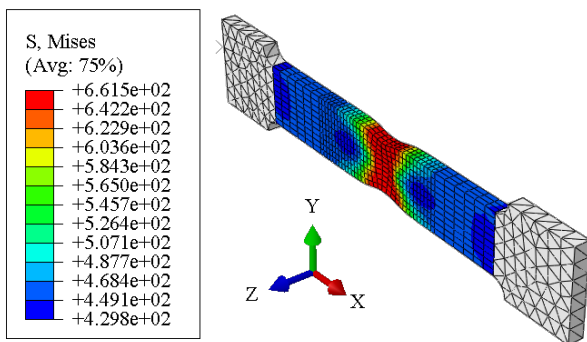 S, Mises
(Avg: 75%)
+6.615e+02
+6.422e+02
+6.229e+02
+6.036e+02
+5.843e+02
+5.650e+02
+5.457e+02
+5.264e+02
+5.071e+02
+4.877e+02
+4.684e+02
+4.491e+02
+4.298e+02
Y
Z
X